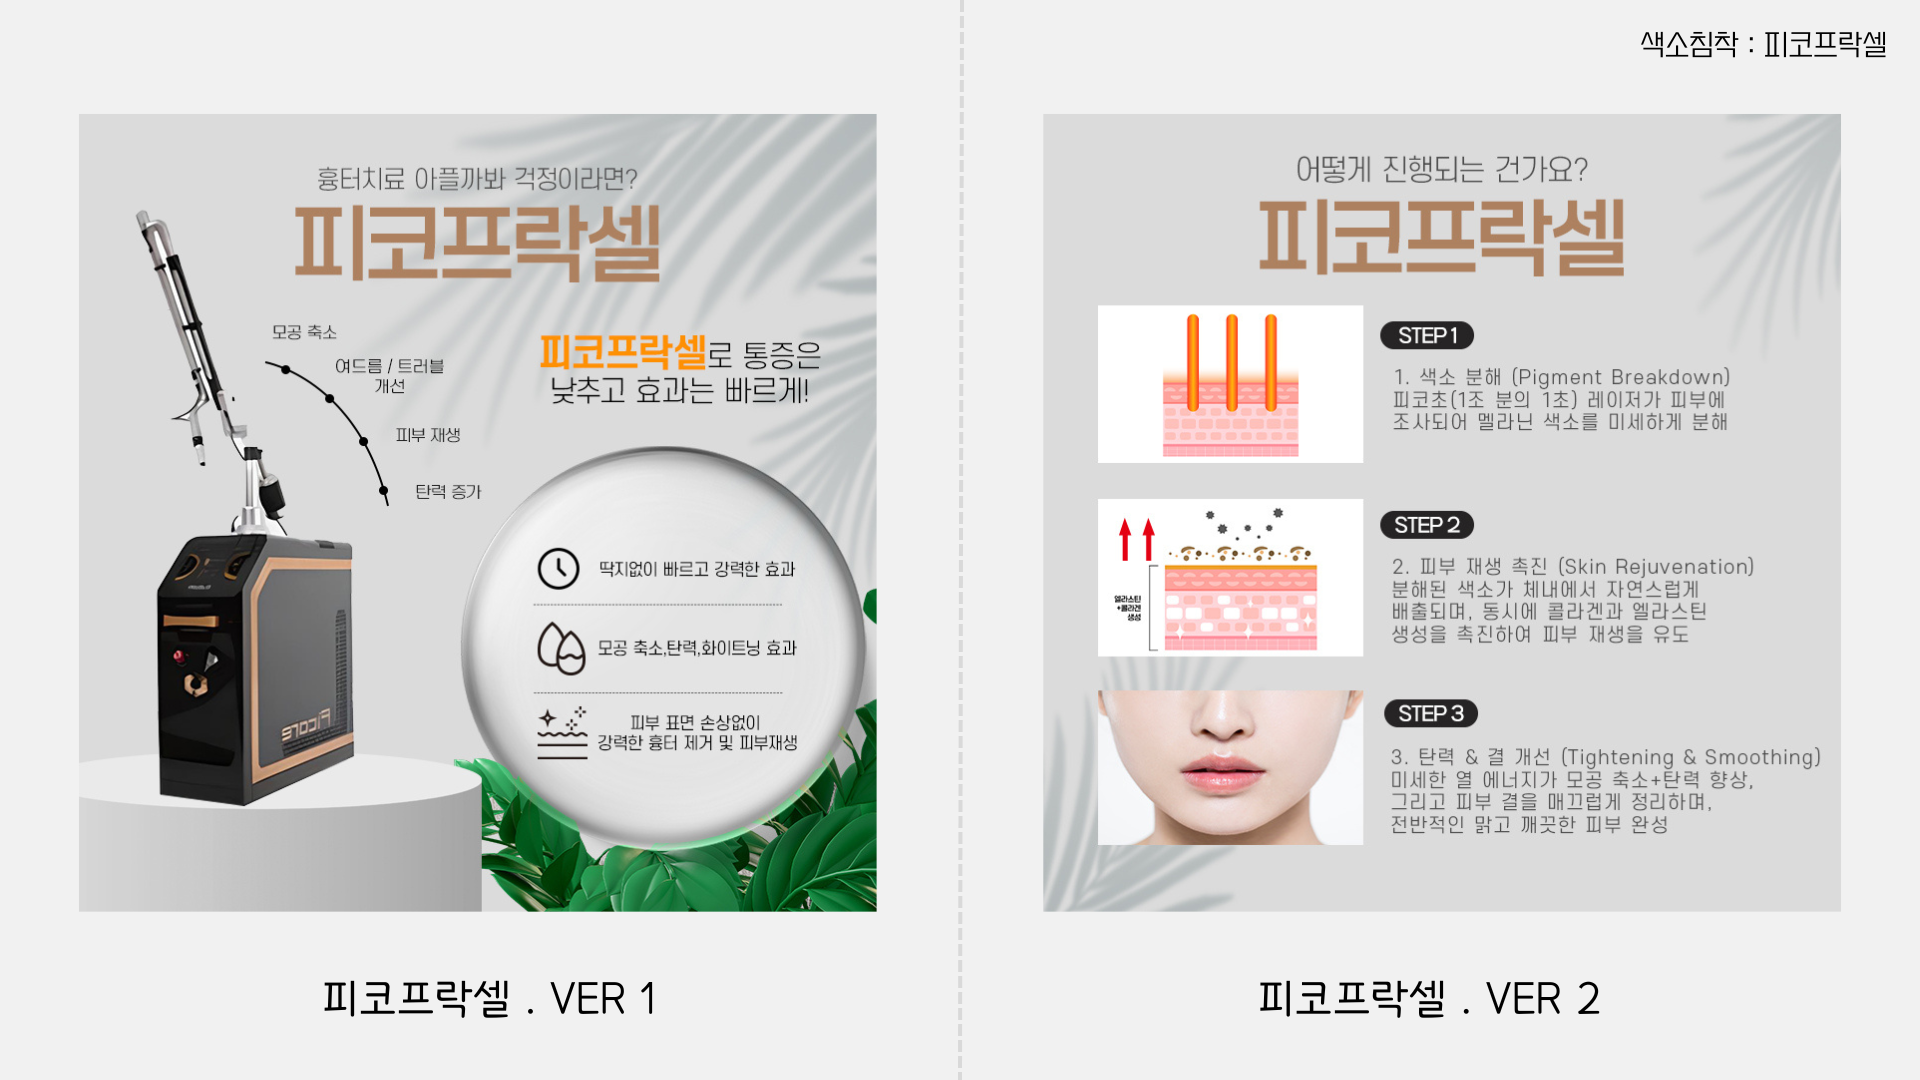 색소침착 : 피코프락셀
흉터치료 아플까봐 걱정이라면?
피코프락셀
모공 축소
여드름 / 트러블
개선
피부 재생
탄력 증가
피코프락셀로 통증은
낮추고 효과는 빠르게!
딱지없이 빠르고 강력한 효과
모공 축소,탄력,화이트닝 효과
피부 표면 손상없이
강력한 흉터 제거 및 피부재생
피코프락셀 . VER 1
어떻게 진행되는 건가요?
피코프락셀
STEP 1
1. 색소 분해 (Pigment Breakdown)
피코초(1조 분의 1초) 레이저가 피부에
조사되어 멜라닌 색소를 미세하게 분해
엘라스틴
+콜라겐
생성
STEP 2
2. 피부 재생 촉진 (Skin Rejuvenation)
분해된 색소가 체내에서 자연스럽게
배출되며, 동시에 콜라겐과 엘라스틴
생성을 촉진하여 피부 재생을 유도
STEP 3
3. 탄력 & 결 개선 (Tightening & Smoothing)
미세한 열 에너지가 모공 축소+탄력 향상,
그리고 피부 결을 매끄럽게 정리하며,
전반적인 맑고 깨끗한 피부 완성
피코프락셀 . VER 2